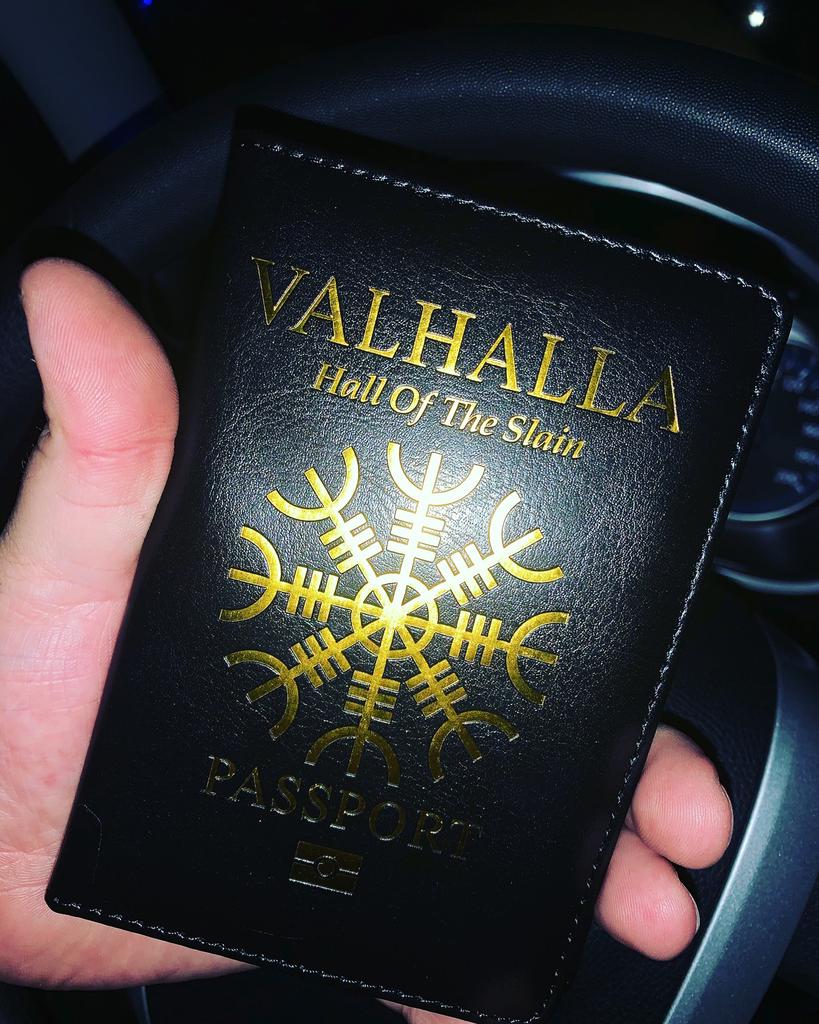 VALHALLA
Hall Of The Slain
PASSPORT